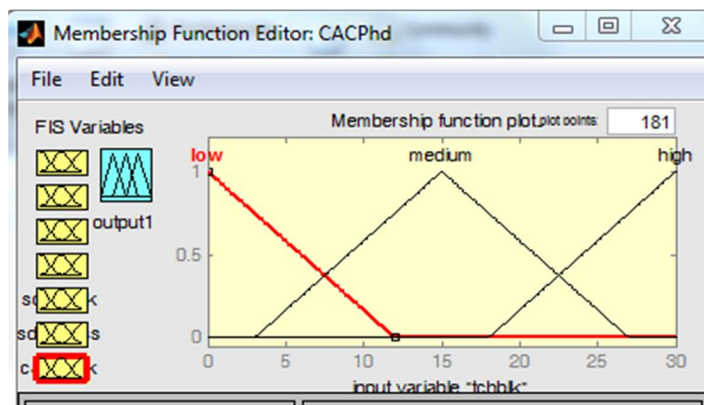 Membership Function Editor: CACPhd
File Edit View
FIS Variables
Membership function plots
plot points:
181
low
medium
high
output1
1
0.5
0
0 5 10 15 20 25 30
input variable "tchblk"